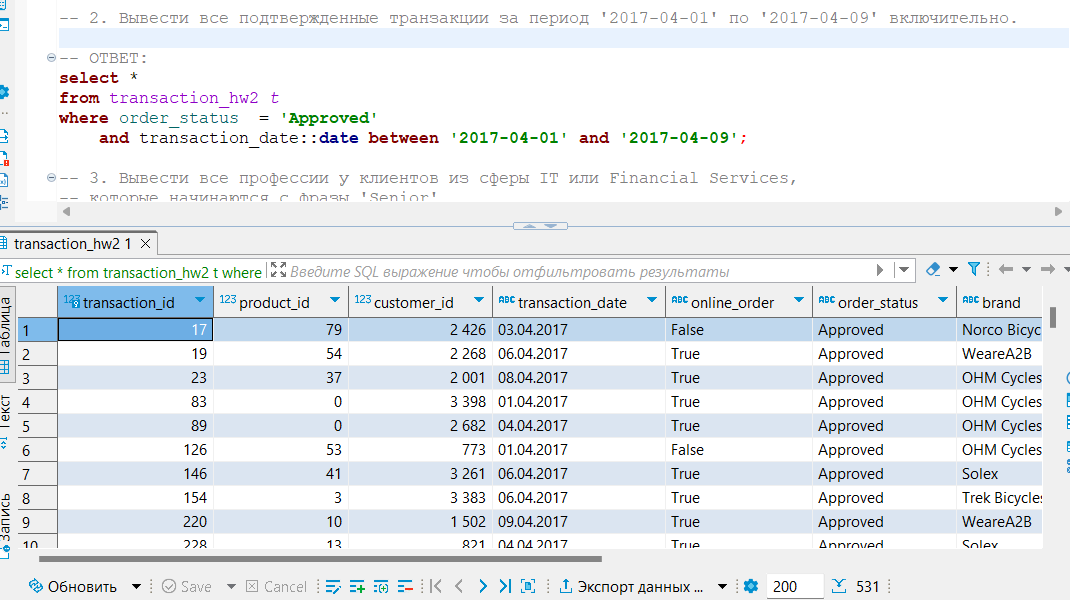 -- 2. Вывести все подтвержденные транзакции за период '2017-04-01' по '2017-04-09' включительно.
-- ОТВЕТ:
select *
from transaction_hw2 t
where order_status = 'Approved'
and transaction_date::date between '2017-04-01' and '2017-04-09';
-- 3. Вывести все профессии у клиентов из сферы IT или Financial Services,
-- которые начинаются с фразы 'Senior'
transaction_hw2 1
select * from transaction_hw2 t where Введите SQL выражение чтобы отфильтровать результаты
Таблица
Текст
Запись
123 transaction_id 123 product_id 123 customer_id ABC transaction_date ABC online_order ABC order_status ABC brand
1 17 79 2 426 03.04.2017 False Approved Norco Bicyc
2 19 54 2 268 06.04.2017 True Approved WeareA2B
3 23 37 2 001 08.04.2017 True Approved OHM Cycles
4 83 0 3 398 01.04.2017 True Approved OHM Cycles
5 89 0 2 682 04.04.2017 True Approved OHM Cycles
6 126 53 773 01.04.2017 False Approved OHM Cycles
7 146 41 3 261 06.04.2017 True Approved Solex
8 154 3 3 383 06.04.2017 True Approved Trek Bicycles
9 220 10 1 502 09.04.2017 True Approved WeareA2B
10 228 13 821 04.04.2017 True Approved Solex
Обновить Save Cancel Экспорт данных ... 200 531